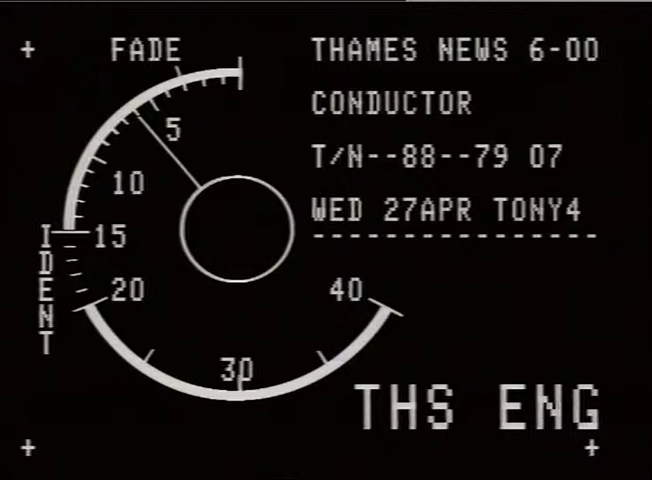 FADE
THAMES NEWS 6-00
CONDUCTOR
T/N--88--79 07
WED 27APR TONY4
----------------
5
10
15
IDENT
20
30
40
THS ENG